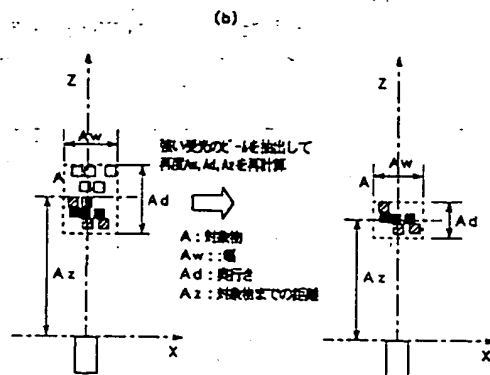 (b)
Z
Z
Aw
A
Ad
Az
X
強い受光のビームを抽出して
再度Aw,Ad,Azを再計算
A:対象物
Aw::幅
Ad:奥行き
Az:対象物までの距離
Aw
A
Ad
Az
X